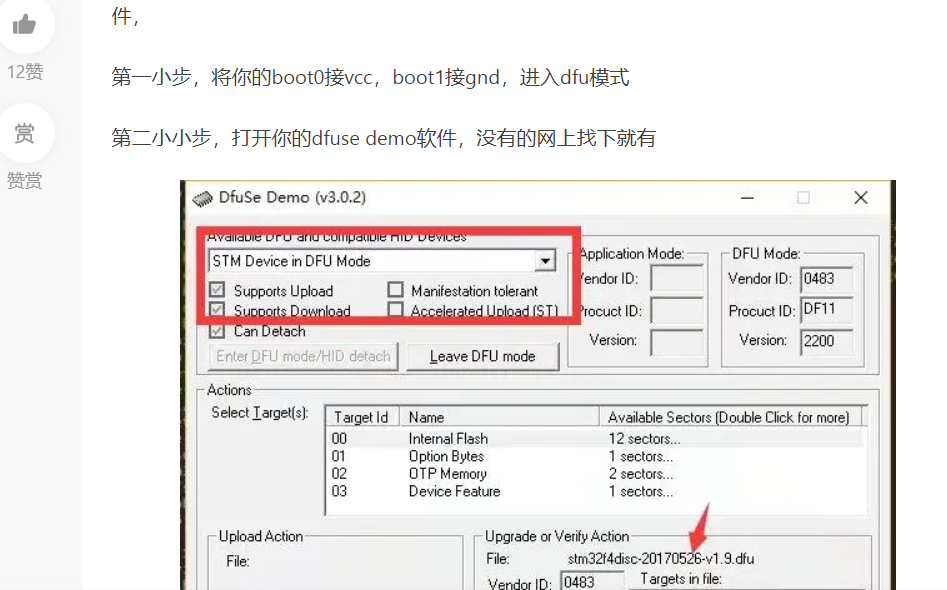 件，
12赞
第一小步，将你的boot0接vcc，boot1接gnd，进入dfu模式
赏
第二小小步，打开你的dfuse demo软件，没有的网上找下就有
赞赏
DfuSe Demo (v3.0.2)
Available DFU and compatible HID Devices
STM Device in DFU Mode
Supports Upload
Manifestation tolerant
Supports Download
Accelerated Upload (ST)
Can Detach
Enter DFU mode/HID detach
Leave DFU mode
Application Mode:
Vendor ID:
Procuct ID:
Version:
DFU Mode:
Vendor ID: 0483
Procuct ID: DF11
Version: 2200
Actions
Select Target(s):
Target Id Name Available Sectors (Double Click for more)
00 Internal Flash 12 sectors...
01 Option Bytes 1 sectors...
02 OTP Memory 2 sectors...
03 Device Feature 1 sectors...
Upload Action
File:
Upgrade or Verify Action
File: stm32f4disc-20170526-v1.9.dfu
Vendor ID: 0483 Targets in file: